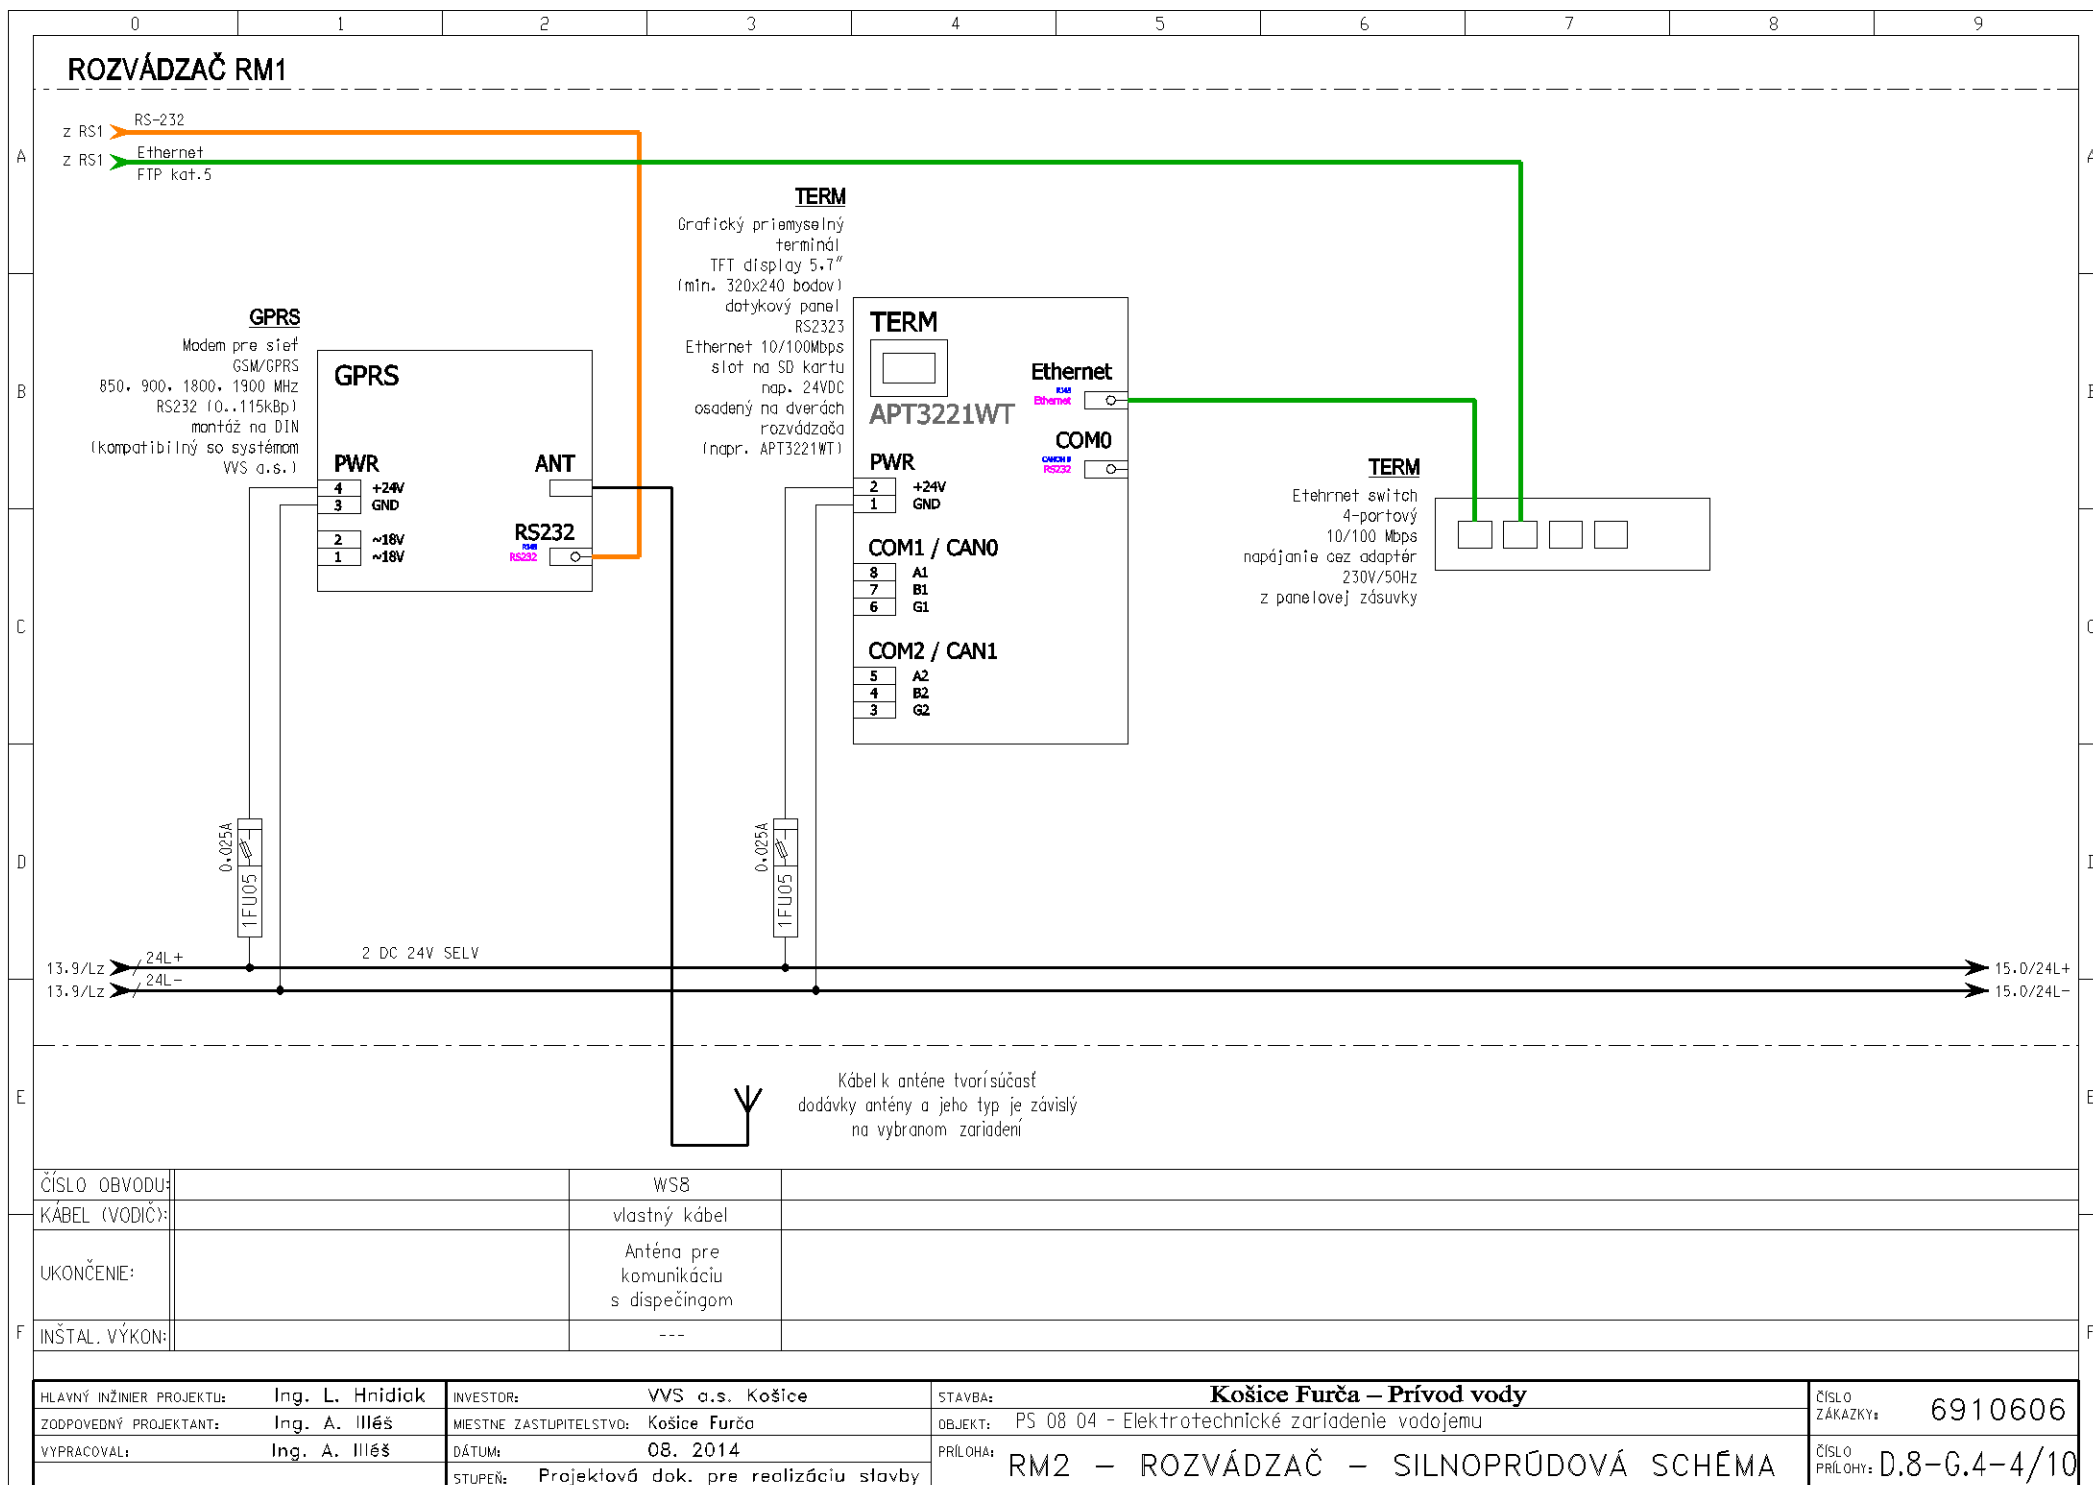 0 1 2 3 4 5 6 7 8 9
ROZVÁDZAČ RM1
z RS1 RS-232
z RS1 Ethernet
FTP kat.5
A
B
C
D
E
F
GPRS
Modem pre sieť
GSM/GPRS
850, 900, 1800, 1900 MHz
RS232 (0..115kBp)
montáž na DIN
(kompatibilný so systémom
VVS a.s.)
GPRS
PWR
4 +24V
3 GND
2 ~18V
1 ~18V
ANT
RS232
RJ45
RS232
TERM
Grafický priemyselný
terminál
TFT display 5,7"
(min. 320x240 bodov)
dotykový panel
RS2323
Ethernet 10/100Mbps
slot na SD kartu
nap. 24VDC
osadený na dverách
rozvádzača
(napr. APT3221WT)
TERM
APT3221WT
Ethernet
RJ45
Ethernet
COM0
CANON 9
RS232
PWR
2 +24V
1 GND
COM1 / CAN0
8 A1
7 B1
6 G1
COM2 / CAN1
5 A2
4 B2
3 G2
TERM
Etehrnet switch
4-portový
10/100 Mbps
napájanie cez adaptér
230V/50Hz
z panelovej zásuvky
0,025A
1FU05
0,025A
1FU05
13.9/Lz 24L+ 2 DC 24V SELV 15.0/24L+
13.9/Lz 24L- 15.0/24L-
Kábel k anténe tvorí súčasť
dodávky antény a jeho typ je závislý
na vybranom zariadení
ČÍSLO OBVODU: WS8
KÁBEL (VODIČ): vlastný kábel
UKONČENIE: Anténa pre
komunikáciu
s dispečingom
INŠTAL. VÝKON: ---
HLAVNÝ INŽINIER PROJEKTU: Ing. L. Hnidiak
ZODPOVEDNÝ PROJEKTANT: Ing. A. Illéš
VYPRACOVAL: Ing. A. Illéš
INVESTOR: VVS a.s. Košice
MIESTNE ZASTUPITELSTVO: Košice Furča
DÁTUM: 08. 2014
STUPEŇ: Projektová dok. pre realizáciu stavby
STAVBA: Košice Furča – Prívod vody
OBJEKT: PS 08 04 - Elektrotechnické zariadenie vodojemu
PRÍLOHA: RM2 – ROZVÁDZAČ – SILNOPRÚDOVÁ SCHÉMA
ČÍSLO
ZÁKAZKY: 6910606
ČÍSLO
PRÍLOHY: D.8-G.4-4/10
A
B
C
D
E
F